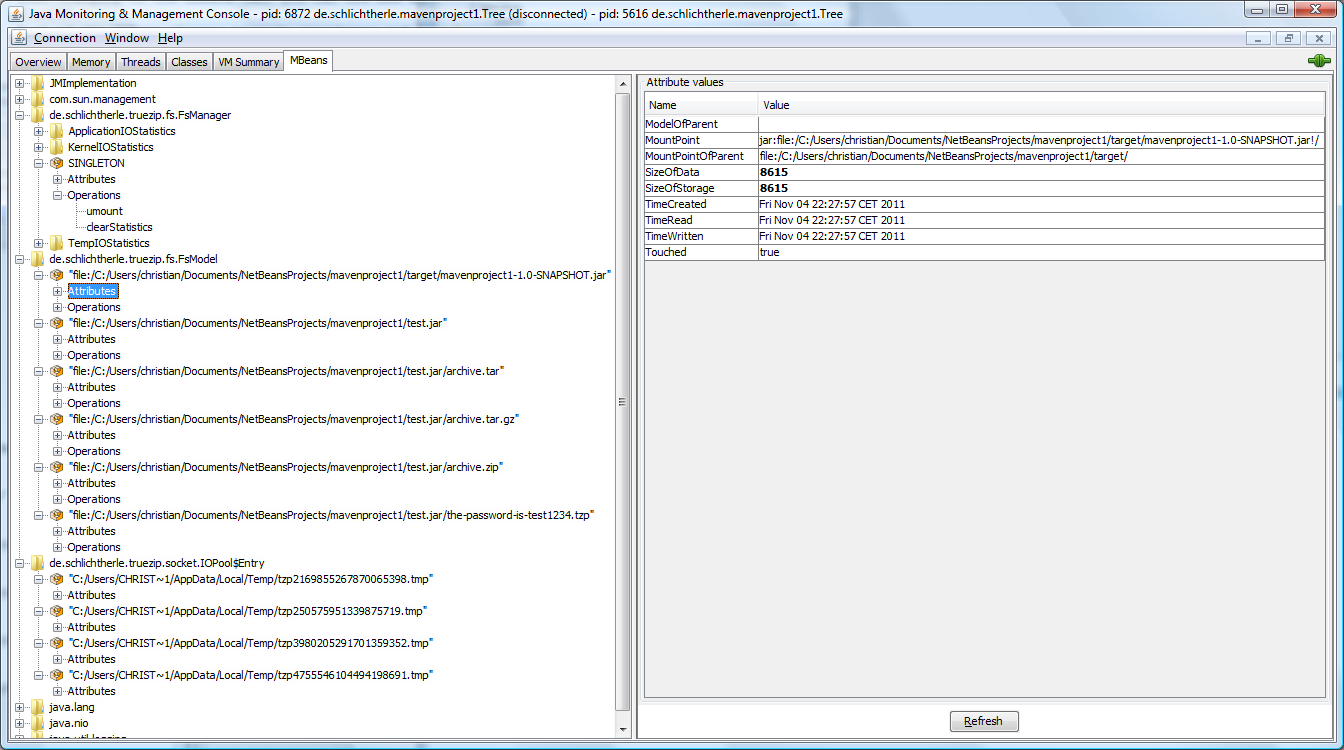 Java Monitoring & Management Console - pid: 6872 de.schlichtherle.mavenproject1.Tree (disconnected) - pid: 5616 de.schlichtherle.mavenproject1.Tree
Connection Window Help
Overview Memory Threads Classes VM Summary MBeans
JMImplementation
com.sun.management
de.schlichtherle.truezip.fs.FsManager
ApplicationIOStatistics
KernelIOStatistics
SINGLETON
Attributes
Operations
umount
clearStatistics
TempIOStatistics
de.schlichtherle.truezip.fs.FsModel
"file:/C:/Users/christian/Documents/NetBeansProjects/mavenproject1/target/mavenproject1-1.0-SNAPSHOT.jar"
Attributes
Operations
"file:/C:/Users/christian/Documents/NetBeansProjects/mavenproject1/test.jar"
Attributes
Operations
"file:/C:/Users/christian/Documents/NetBeansProjects/mavenproject1/test.jar/archive.tar"
Attributes
Operations
"file:/C:/Users/christian/Documents/NetBeansProjects/mavenproject1/test.jar/archive.tar.gz"
Attributes
Operations
"file:/C:/Users/christian/Documents/NetBeansProjects/mavenproject1/test.jar/archive.zip"
Attributes
Operations
"file:/C:/Users/christian/Documents/NetBeansProjects/mavenproject1/test.jar/the-password-is-test1234.tzp"
Attributes
Operations
de.schlichtherle.truezip.socket.IOPool$Entry
"C:/Users/CHRIST~1/AppData/Local/Temp/tzp2169855267870065398.tmp"
Attributes
"C:/Users/CHRIST~1/AppData/Local/Temp/tzp250575951339875719.tmp"
Attributes
"C:/Users/CHRIST~1/AppData/Local/Temp/tzp3980205291701359352.tmp"
Attributes
"C:/Users/CHRIST~1/AppData/Local/Temp/tzp4755546104494198691.tmp"
Attributes
java.lang
java.nio
java.util.logging
Attribute values
Name Value
ModelOfParent
MountPoint jar:file:/C:/Users/christian/Documents/NetBeansProjects/mavenproject1/target/mavenproject1-1.0-SNAPSHOT.jar!/
MountPointOfParent file:/C:/Users/christian/Documents/NetBeansProjects/mavenproject1/target/
SizeOfData 8615
SizeOfStorage 8615
TimeCreated Fri Nov 04 22:27:57 CET 2011
TimeRead Fri Nov 04 22:27:57 CET 2011
TimeWritten Fri Nov 04 22:27:57 CET 2011
Touched true
Refresh